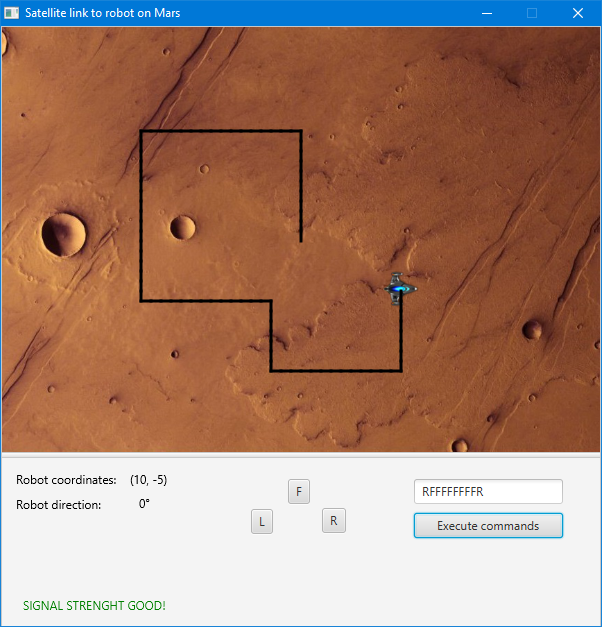 Satellite link to robot on Mars
Robot coordinates: (10, -5)
Robot direction: 0°
F
L
R
RFFFFFFFFR
Execute commands
SIGNAL STRENGHT GOOD!